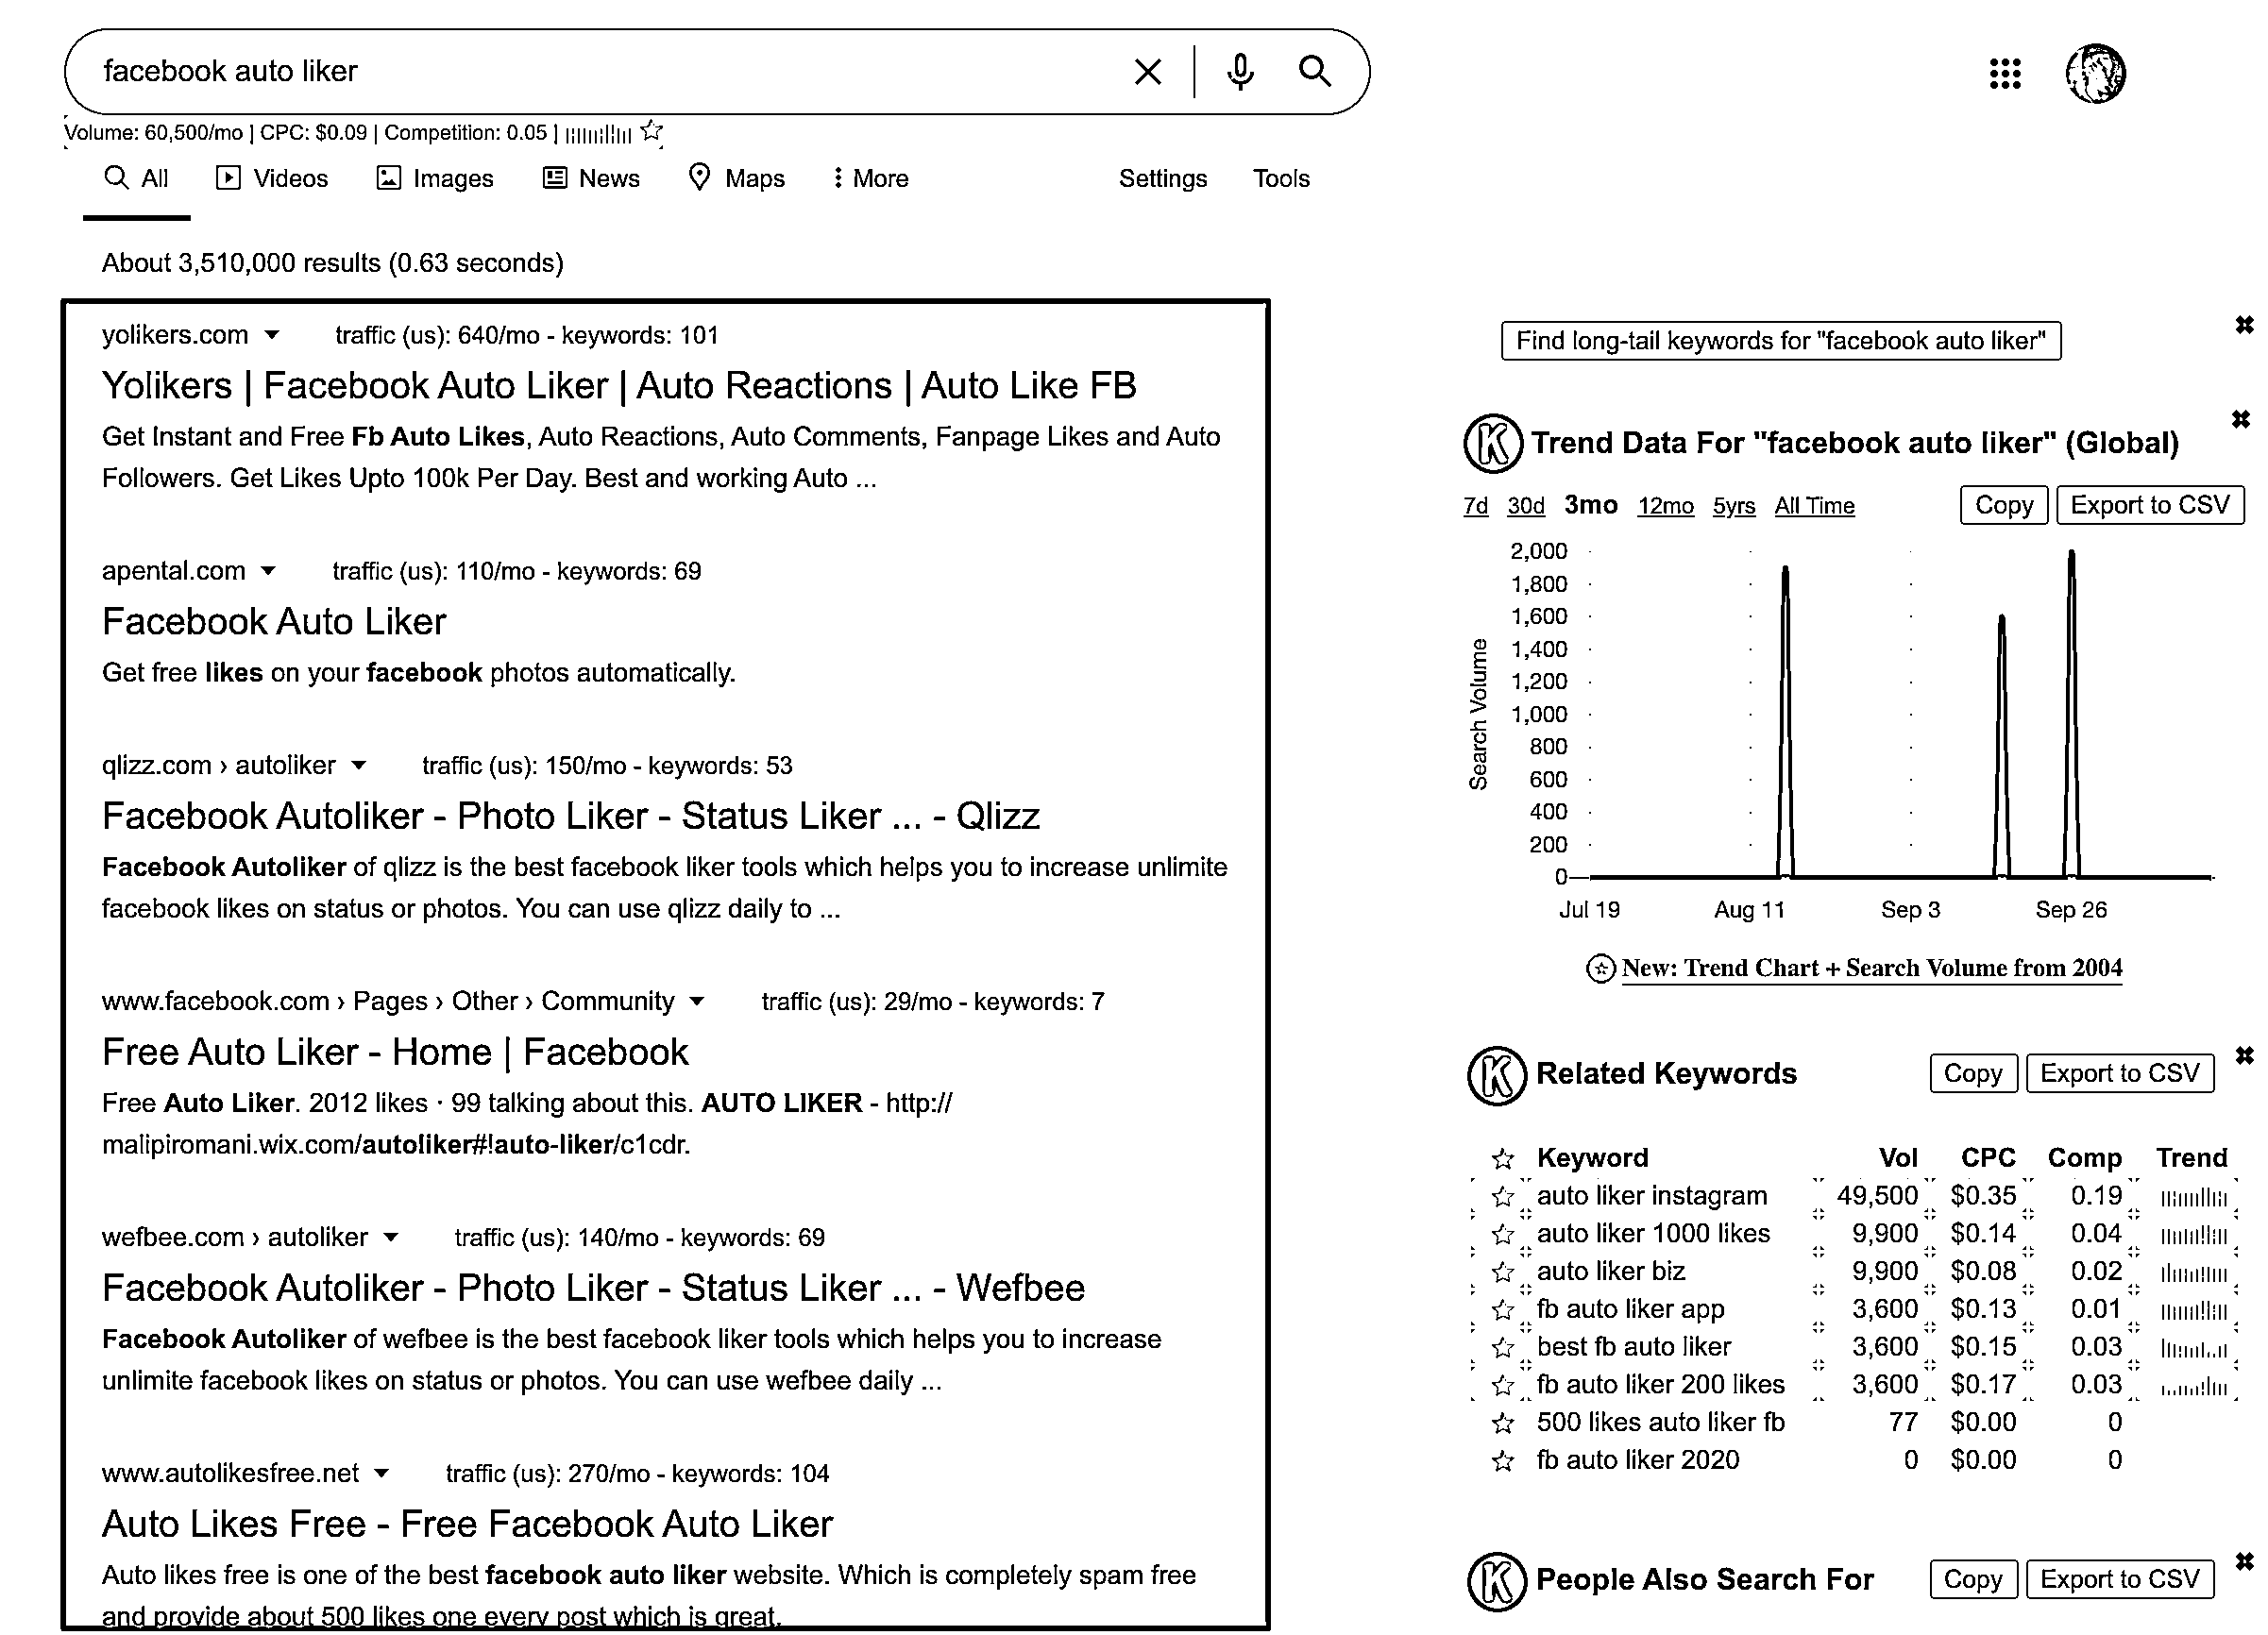 facebook auto liker
Volume: 60,500/mo | CPC: $0.09 | Competition: 0.05 |
All Videos Images News Maps More Settings Tools
About 3,510,000 results (0.63 seconds)
yolikers.com traffic (us): 640/mo - keywords: 101
Yolikers | Facebook Auto Liker | Auto Reactions | Auto Like FB
Get Instant and Free Fb Auto Likes, Auto Reactions, Auto Comments, Fanpage Likes and Auto
Followers. Get Likes Upto 100k Per Day. Best and working Auto ...
apental.com traffic (us): 110/mo - keywords: 69
Facebook Auto Liker
Get free likes on your facebook photos automatically.
qlizz.com › autoliker traffic (us): 150/mo - keywords: 53
Facebook Autoliker - Photo Liker - Status Liker ... - Qlizz
Facebook Autoliker of qlizz is the best facebook liker tools which helps you to increase unlimite
facebook likes on status or photos. You can use qlizz daily to ...
www.facebook.com › Pages › Other › Community traffic (us): 29/mo - keywords: 7
Free Auto Liker - Home | Facebook
Free Auto Liker. 2012 likes · 99 talking about this. AUTO LIKER - http://
malipiromani.wix.com/autoliker#!auto-liker/c1cdr.
wefbee.com › autoliker traffic (us): 140/mo - keywords: 69
Facebook Autoliker - Photo Liker - Status Liker ... - Wefbee
Facebook Autoliker of wefbee is the best facebook liker tools which helps you to increase
unlimite facebook likes on status or photos. You can use wefbee daily ...
www.autolikesfree.net traffic (us): 270/mo - keywords: 104
Auto Likes Free - Free Facebook Auto Liker
Auto likes free is one of the best facebook auto liker website. Which is completely spam free
and provide about 500 likes one every post which is great.
Find long-tail keywords for "facebook auto liker"
K Trend Data For "facebook auto liker" (Global)
7d 30d 3mo 12mo 5yrs All Time Copy Export to CSV
Search Volume
2,000
1,800
1,600
1,400
1,200
1,000
800
600
400
200
0
Jul 19 Aug 11 Sep 3 Sep 26
New: Trend Chart + Search Volume from 2004
K Related Keywords Copy Export to CSV
Keyword Vol CPC Comp Trend
auto liker instagram 49,500 $0.35 0.19
auto liker 1000 likes 9,900 $0.14 0.04
auto liker biz 9,900 $0.08 0.02
fb auto liker app 3,600 $0.13 0.01
best fb auto liker 3,600 $0.15 0.03
fb auto liker 200 likes 3,600 $0.17 0.03
500 likes auto liker fb 77 $0.00 0
fb auto liker 2020 0 $0.00 0
K People Also Search For Copy Export to CSV